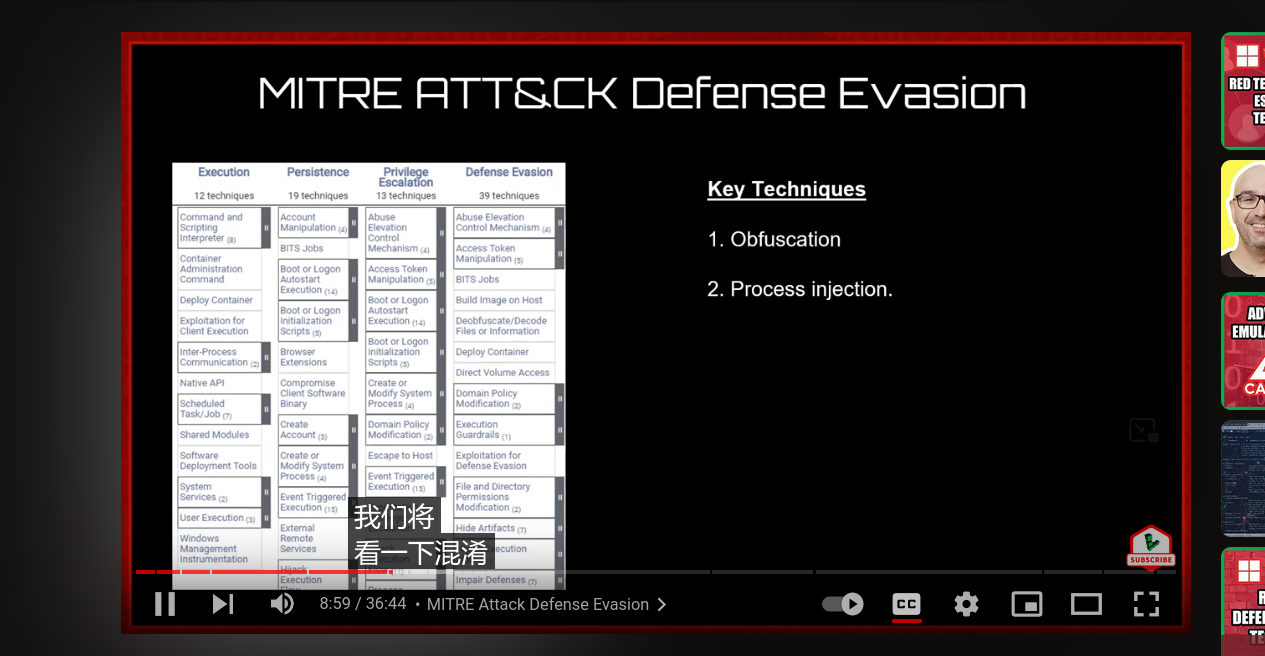 MITRE ATT&CK Defense Evasion
Execution
12 techniques
Command and
Scripting
Interpreter (8)
Container
Administration
Command
Deploy Container
Exploitation for
Client Execution
Inter-Process
Communication (2)
Native API
Scheduled
Task/Job (7)
Shared Modules
Software
Deployment Tools
System
Services (2)
User Execution (3)
Windows
Management
Instrumentation
Persistence
19 techniques
Account
Manipulation (4)
BITS Jobs
Boot or Logon
Autostart
Execution (14)
Boot or Logon
Initialization
Scripts (5)
Browser
Extensions
Compromise
Client Software
Binary
Create
Account (3)
Create or
Modify System
Process (4)
Event Triggered
Execution (15)
External
Remote
Services
Hijack
Execution
Privilege
Escalation
13 techniques
Abuse
Elevation
Control
Mechanism (4)
Access Token
Manipulation (5)
Boot or Logon
Autostart
Execution (14)
Boot or Logon
Initialization
Scripts (5)
Create or
Modify System
Process (4)
Domain Policy
Modification (2)
Escape to Host
Event Triggered
Execution (15)
Defense Evasion
39 techniques
Abuse Elevation
Control Mechanism (4)
Access Token
Manipulation (5)
BITS Jobs
Build Image on Host
Deobfuscate/Decode
Files or Information
Deploy Container
Direct Volume Access
Domain Policy
Modification (2)
Execution
Guardrails (1)
Exploitation for
Defense Evasion
File and Directory
Permissions
Modification (2)
Hide Artifacts (7)
Impair Defenses (7)
Key Techniques
1. Obfuscation
2. Process injection.
我们将
看一下混淆
SUBSCRIBE
8:59 / 36:44 • MITRE Attack Defense Evasion
CC
RED